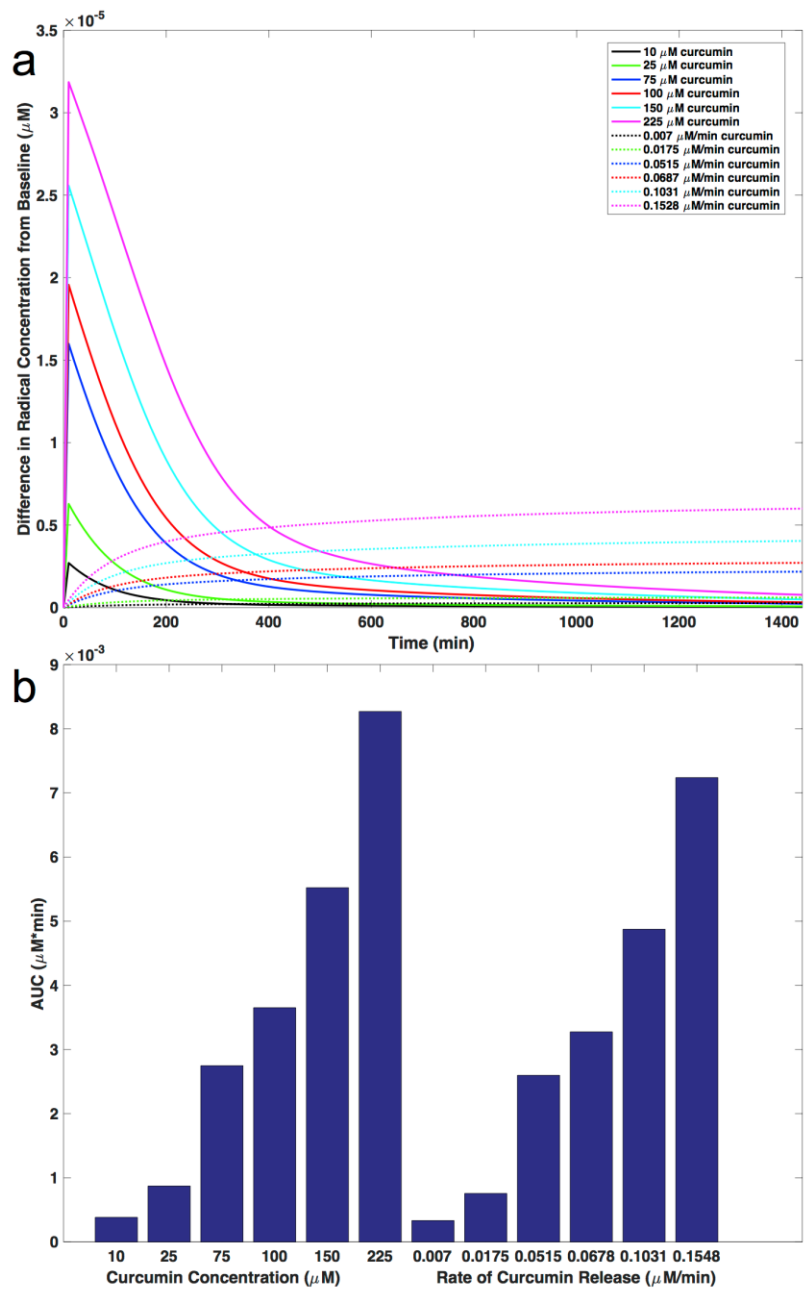 × 10⁻⁵
a
3.5
3
2.5
2
1.5
1
0.5
0
Difference in Radical Concentration from Baseline (μM)
10 μM curcumin
25 μM curcumin
75 μM curcumin
100 μM curcumin
150 μM curcumin
225 μM curcumin
0.007 μM/min curcumin
0.0175 μM/min curcumin
0.0515 μM/min curcumin
0.0687 μM/min curcumin
0.1031 μM/min curcumin
0.1528 μM/min curcumin
0 200 400 600 800 1000 1200 1400
Time (min)
× 10⁻³
b
9
8
7
6
5
4
3
2
1
0
AUC (μM*min)
10 25 75 100 150 225 0.007 0.0175 0.0515 0.0678 0.1031 0.1548
Curcumin Concentration (μM) Rate of Curcumin Release (μM/min)